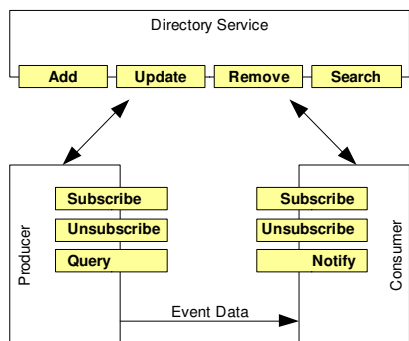 Directory Service
Add Update Remove Search
Producer
Subscribe
Unsubscribe
Query
Subscribe
Unsubscribe
Notify
Consumer
Event Data